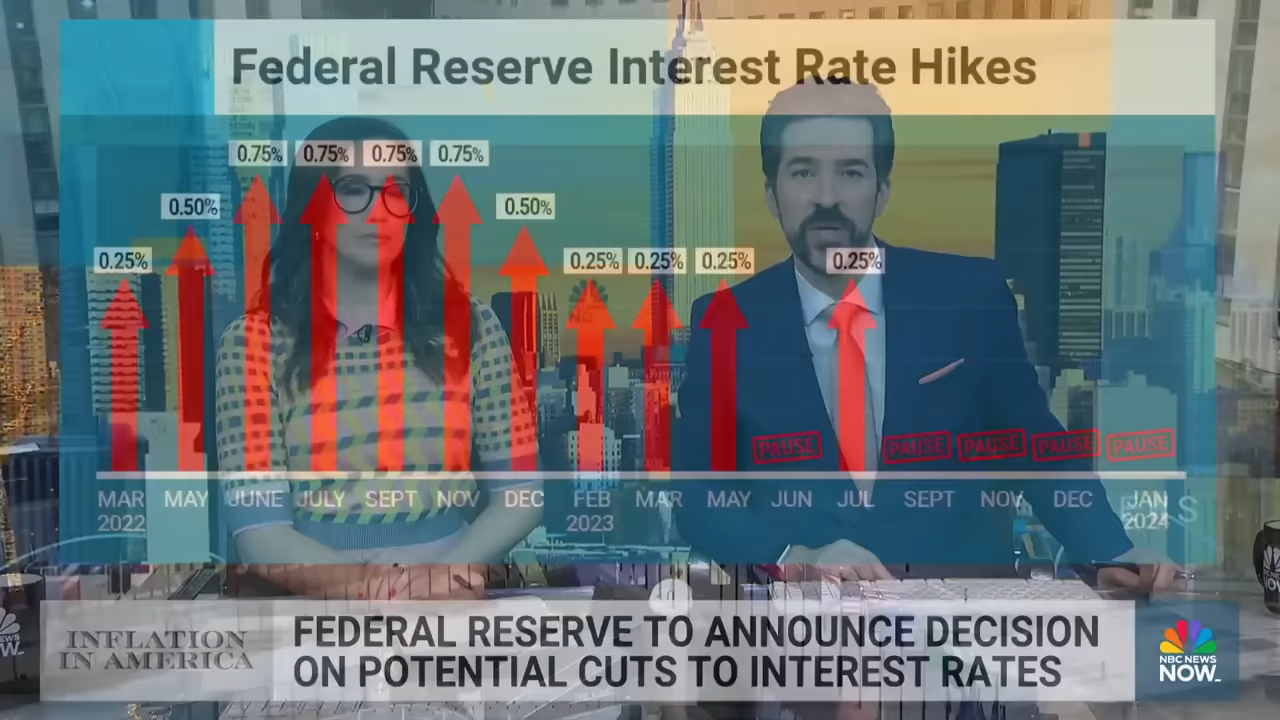 Federal Reserve Interest Rate Hikes
0.75% 0.75% 0.75% 0.75%
0.50% 0.50%
0.25% 0.25% 0.25% 0.25% 0.25%
PAUSE PAUSE PAUSE PAUSE PAUSE
MAR MAY JUNE JULY SEPT NOV DEC FEB MAR MAY JUN JUL SEPT NOV DEC JAN
2022 2023 2024
INFLATION
IN AMERICA
FEDERAL RESERVE TO ANNOUNCE DECISION
ON POTENTIAL CUTS TO INTEREST RATES
NBC NEWS
NOW